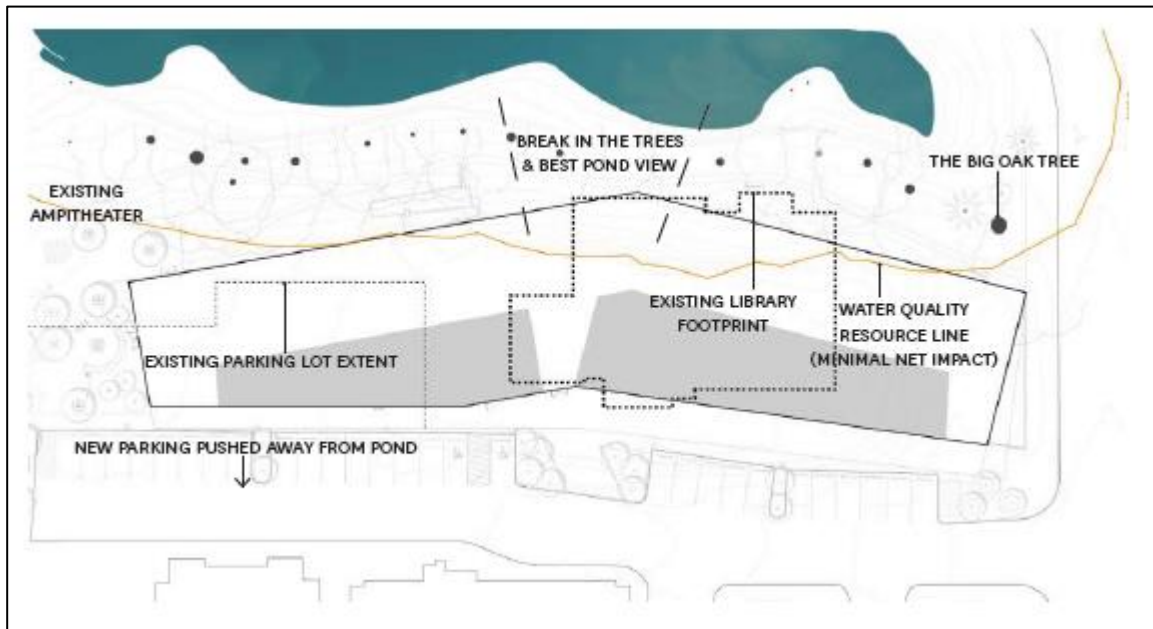 BREAK IN THE TREES
& BEST POND VIEW
THE BIG OAK TREE
EXISTING
AMPITHEATER
EXISTING LIBRARY
FOOTPRINT
WATER QUALITY
RESOURCE LINE
(MINIMAL NET IMPACT)
EXISTING PARKING LOT EXTENT
NEW PARKING PUSHED AWAY FROM POND